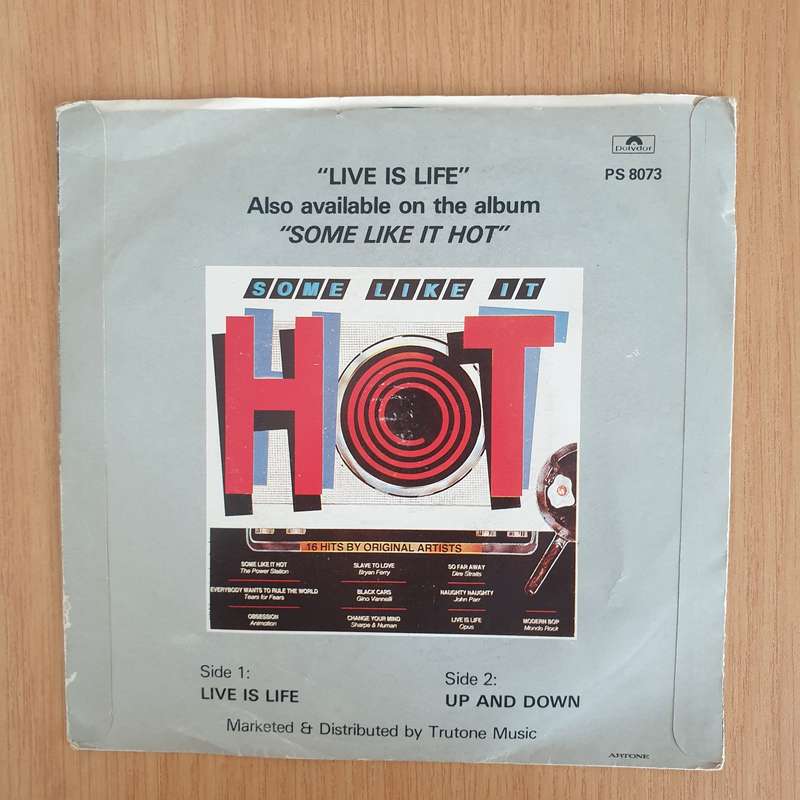 Polydor
"LIVE IS LIFE"
PS 8073
Also available on the album
"SOME LIKE IT HOT"
SOME LIKE IT
HOT
16 HITS BY ORIGINAL ARTISTS
SOME LIKE IT HOT
The Power Station
SLAVE TO LOVE
Bryan Ferry
SO FAR AWAY
Dire Straits
EVERYBODY WANTS TO RULE THE WORLD
Tears for Fears
BLACK CARS
Gino Vannelli
NAUGHTY NAUGHTY
John Parr
OBSESSION
Animation
CHANGE YOUR MIND
Sharpe & Numan
LIVE IS LIFE
Opus
MODERN BOP
Mondo Rock
Side 1:
LIVE IS LIFE
Side 2:
UP AND DOWN
Marketed & Distributed by Trutone Music
ARTONE